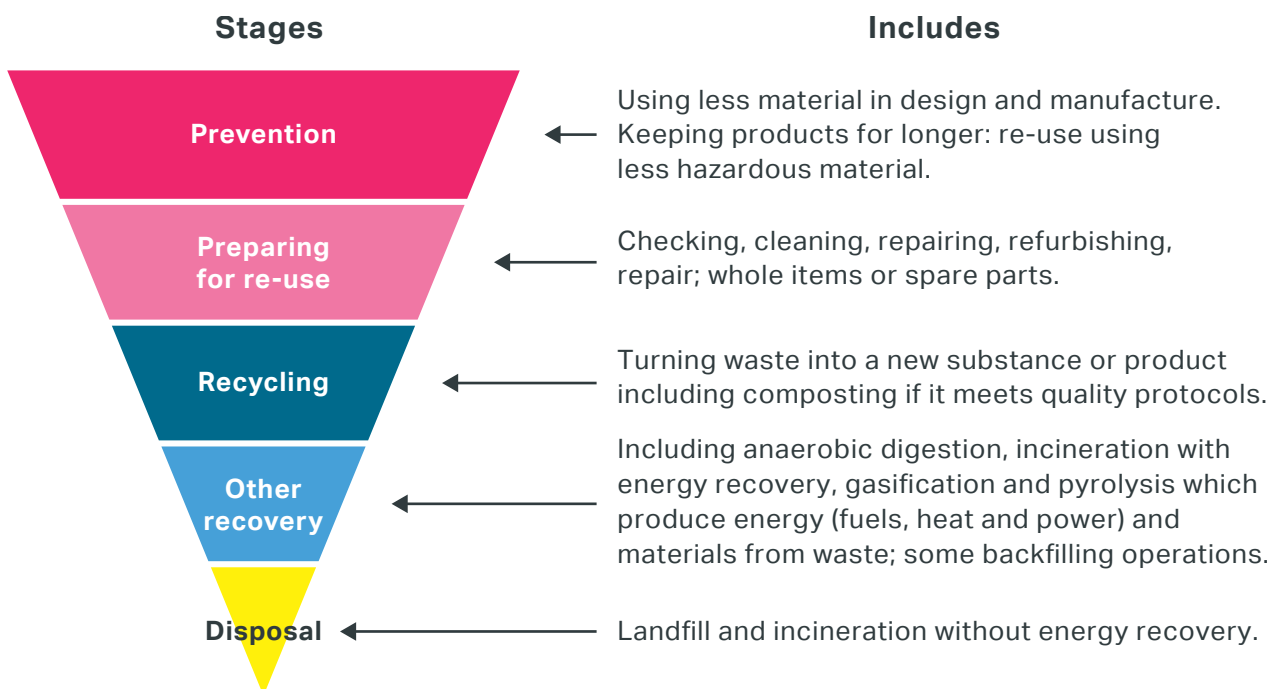 Stages
Includes
Prevention
Using less material in design and manufacture.
Keeping products for longer: re-use using
less hazardous material.
Preparing
for re-use
Checking, cleaning, repairing, refurbishing,
repair; whole items or spare parts.
Recycling
Turning waste into a new substance or product
including composting if it meets quality protocols.
Other
recovery
Including anaerobic digestion, incineration with
energy recovery, gasification and pyrolysis which
produce energy (fuels, heat and power) and
materials from waste; some backfilling operations.
Disposal
Landfill and incineration without energy recovery.